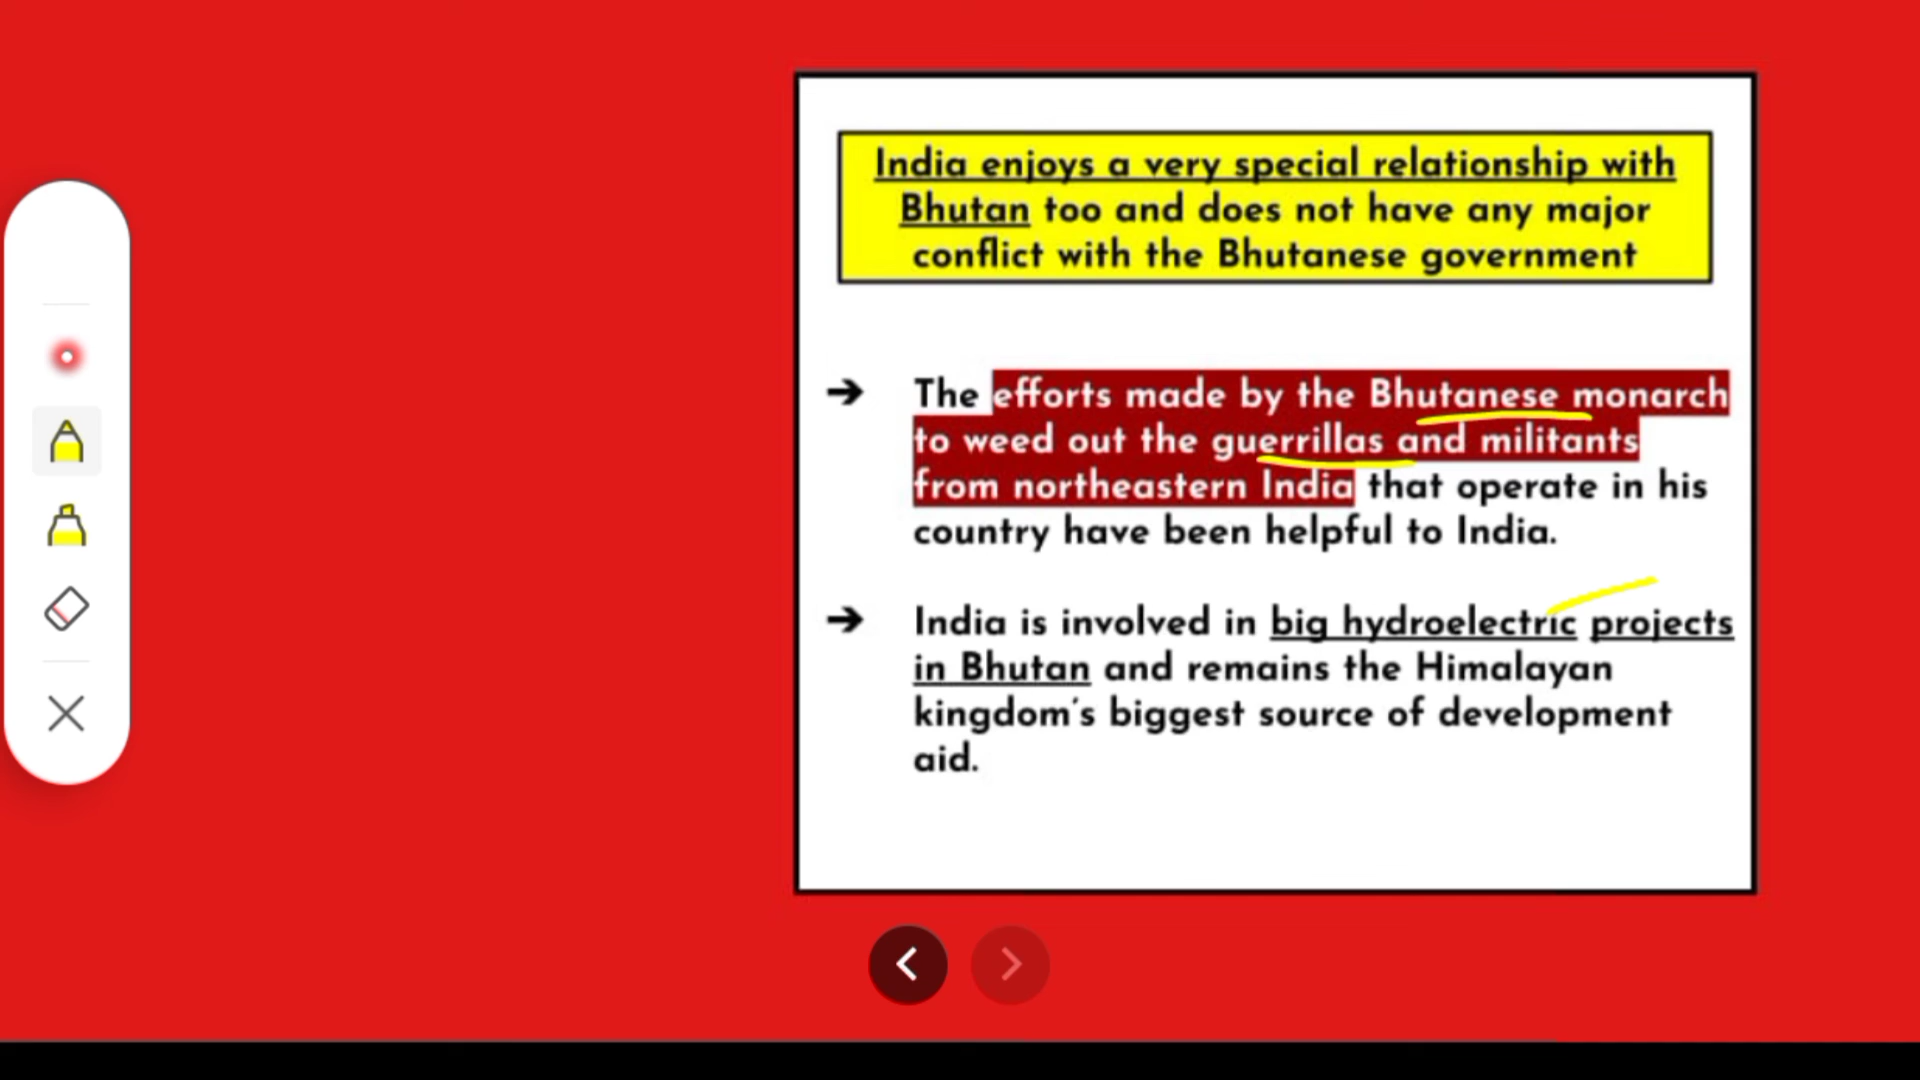 India enjoys a very special relationship with
Bhutan too and does not have any major
conflict with the Bhutanese government
➔ The efforts made by the Bhutanese monarch
to weed out the guerrillas and militants
from northeastern India that operate in his
country have been helpful to India.
➔ India is involved in big hydroelectric projects
in Bhutan and remains the Himalayan
kingdom´s biggest source of development
aid.